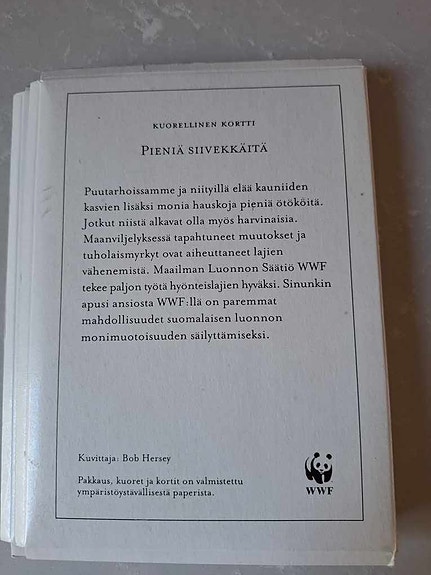 KUORELLINEN KORTTI
PIENIÄ SIIVEKKÄITÄ
Puutarhoissamme ja niityillä elää kauniiden
kasvien lisäksi monia hauskoja pieniä ötököitä.
Jotkut niistä alkavat olla myös harvinaisia.
Maanviljelyksessä tapahtuneet muutokset ja
tuholaismyrkyt ovat aiheuttaneet lajien
vähenemistä. Maailman Luonnon Säätiö WWF
tekee paljon työtä hyönteislajien hyväksi. Sinunkin
apusi ansiosta WWF:llä on paremmat
mahdollisuudet suomalaisen luonnon
monimuotoisuuden säilyttämiseksi.
Kuvittaja: Bob Hersey
Pakkaus, kuoret ja kortit on valmistettu
ympäristöystävällisestä paperista.
WWF